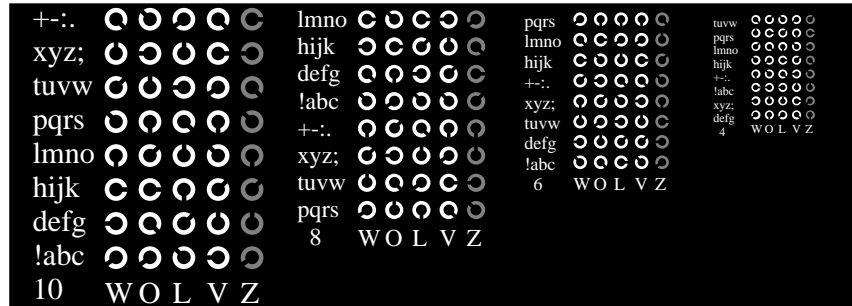 +-:.
xyz;
tuvw
pqrs
lmno
hijk
defg
!abc
10 W O L V Z
lmno
hijk
defg
!abc
+-:.
xyz;
tuvw
pqrs
8 W O L V Z
pqrs
lmno
hijk
+-:.
xyz;
tuvw
defg
!abc
6 W O L V Z
tuvw
pqrs
lmno
hijk
+-:.
!abc
xyz;
defg
4 W O L V Z